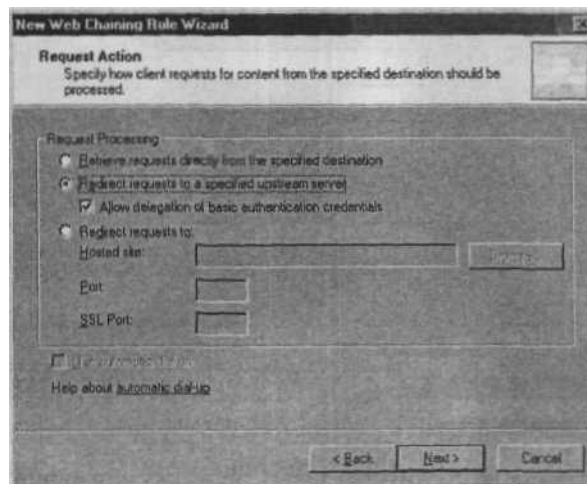 New Web Chaining Rule Wizard
Request Action
Specify how client requests for content from the specified destination should be
processed.
Request Processing
Retrieve requests directly from the specified destination
Redirect requests to a specified upstream server
Allow delegation of basic authentication credentials
Redirect requests to:
Hosted site:
Port:
SSL Port:
Help about automatic dial-up
< Back
Next >
Cancel